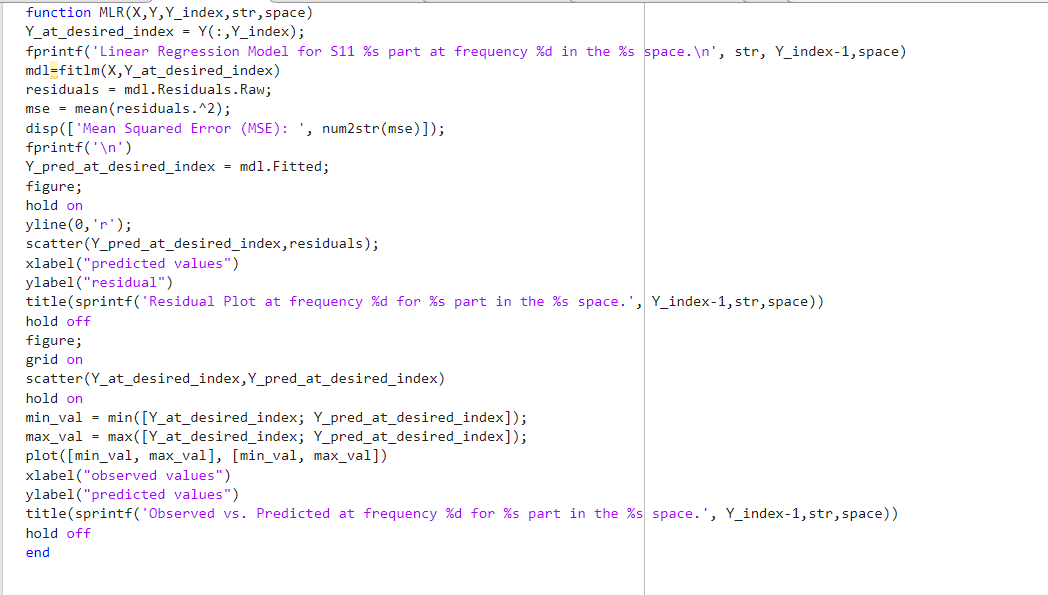 function MLR(X,Y,Y_index,str,space)
Y_at_desired_index = Y(:,Y_index);
fprintf('Linear Regression Model for S11 %s part at frequency %d in the %s space.\n', str, Y_index-1,space)
mdl=fitlm(X,Y_at_desired_index)
residuals = mdl.Residuals.Raw;
mse = mean(residuals.^2);
disp(['Mean Squared Error (MSE): ', num2str(mse)]);
fprintf('\n')
Y_pred_at_desired_index = mdl.Fitted;
figure;
hold on
yline(0,'r');
scatter(Y_pred_at_desired_index,residuals);
xlabel("predicted values")
ylabel("residual")
title(sprintf('Residual Plot at frequency %d for %s part in the %s space.', Y_index-1,str,space))
hold off
figure;
grid on
scatter(Y_at_desired_index,Y_pred_at_desired_index)
hold on
min_val = min([Y_at_desired_index; Y_pred_at_desired_index]);
max_val = max([Y_at_desired_index; Y_pred_at_desired_index]);
plot([min_val, max_val], [min_val, max_val])
xlabel("observed values")
ylabel("predicted values")
title(sprintf('Observed vs. Predicted at frequency %d for %s part in the %s space.', Y_index-1,str,space))
hold off
end